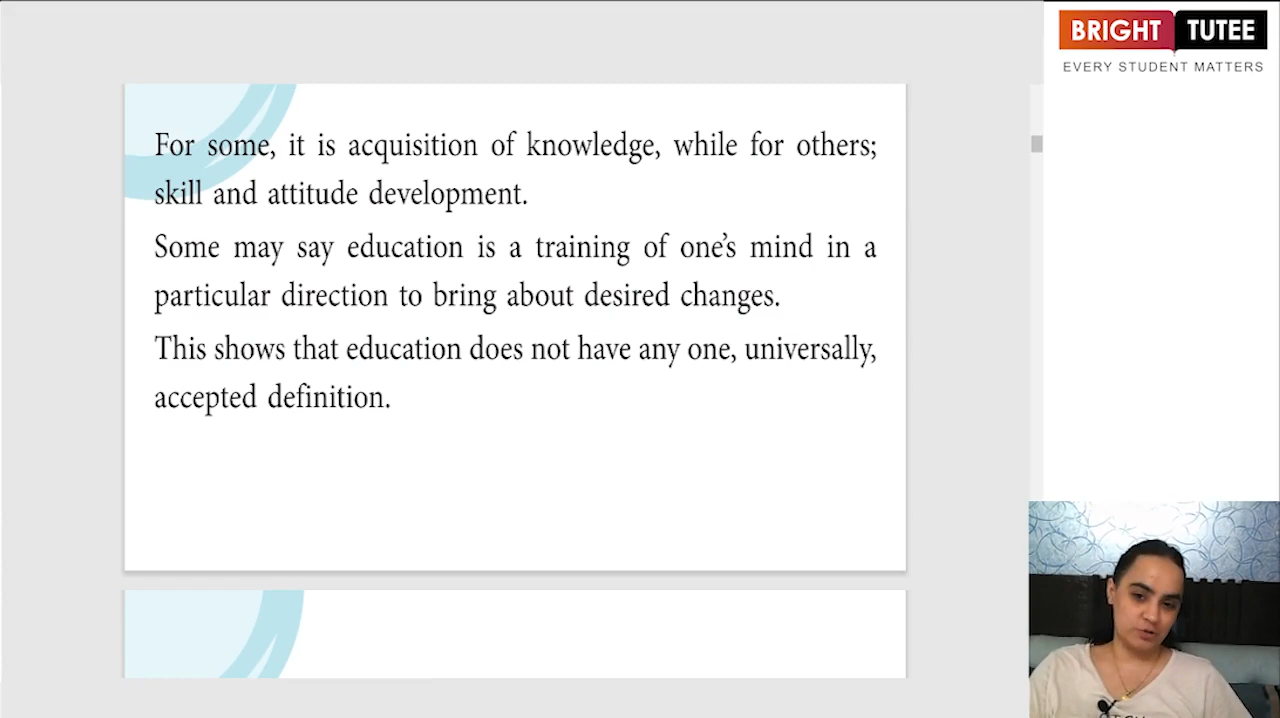 BRIGHT TUTEE
EVERY STUDENT MATTERS
For some, it is acquisition of knowledge, while for others;
skill and attitude development.
Some may say education is a training of one's mind in a
particular direction to bring about desired changes.
This shows that education does not have any one, universally,
accepted definition.